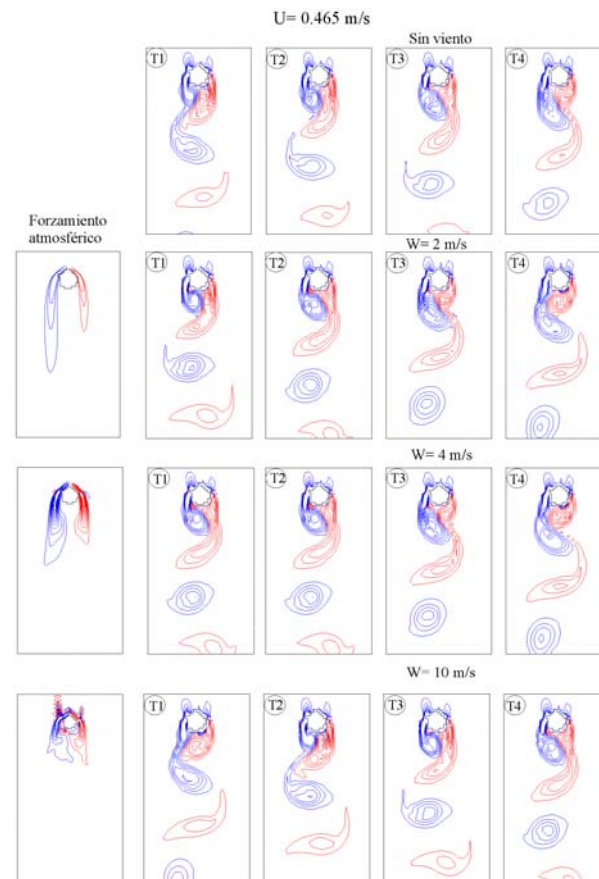 U= 0.465 m/s
Sin viento
T1
T2
T3
T4
Forzamiento
atmosférico
W= 2 m/s
T1
T2
T3
T4
W= 4 m/s
T1
T2
T3
T4
W= 10 m/s
T1
T2
T3
T4